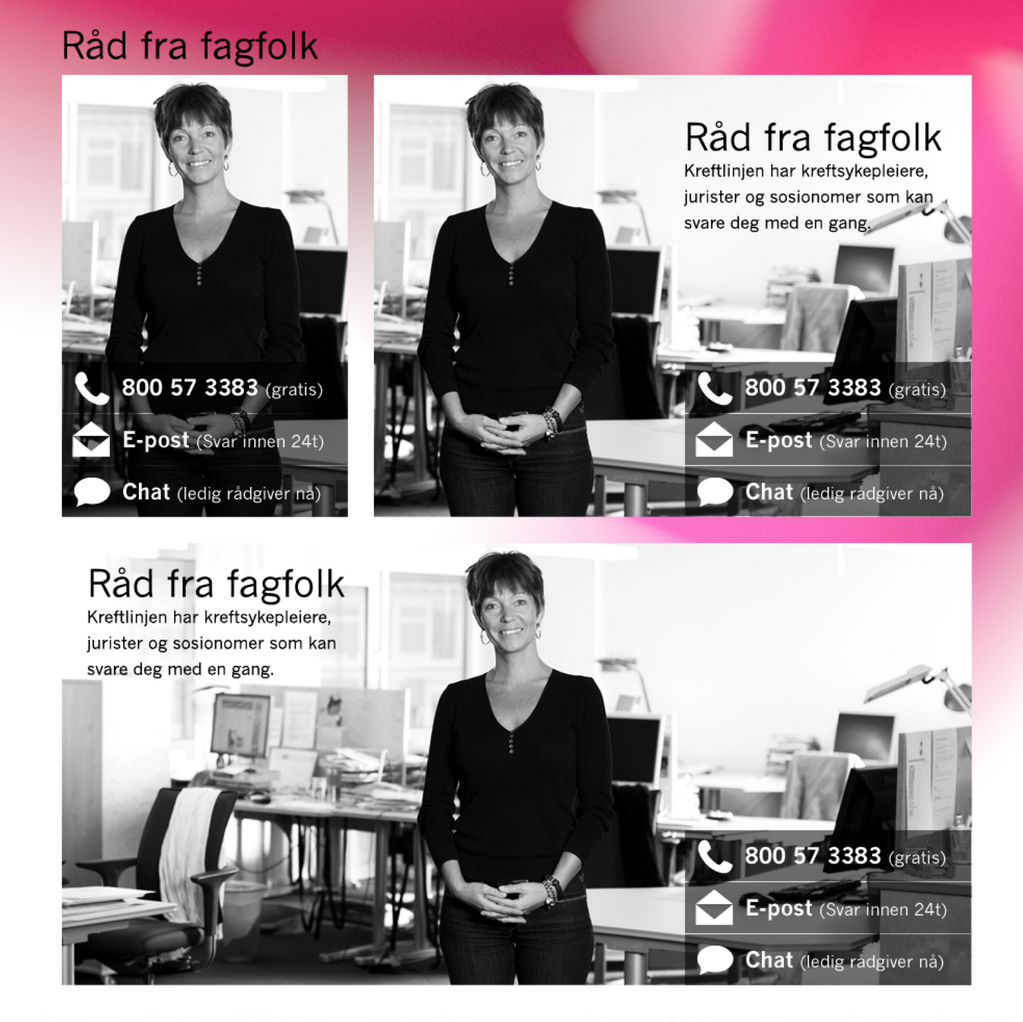 Råd fra fagfolk
800 57 3383 (gratis)
E-post (Svar innen 24t)
Chat (ledig rådgiver nå)
Råd fra fagfolk
Kreftlinjen har kreftsykepleiere,
jurister og sosionomer som kan
svare deg med en gang.
800 57 3383 (gratis)
E-post (Svar innen 24t)
Chat (ledig rådgiver nå)
Råd fra fagfolk
Kreftlinjen har kreftsykepleiere,
jurister og sosionomer som kan
svare deg med en gang.
800 57 3383 (gratis)
E-post (Svar innen 24t)
Chat (ledig rådgiver nå)